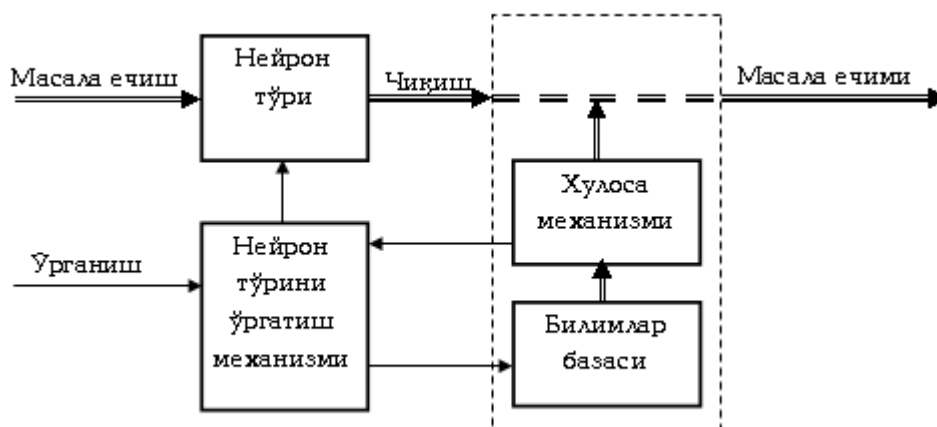 Масала ечиш
Нейрон
тўри
Чиқиш
Масала ечими
Хулоса
механизми
Ўрганиш
Нейрон
тўрини
ўргатиш
механизми
Билимлар
базаси